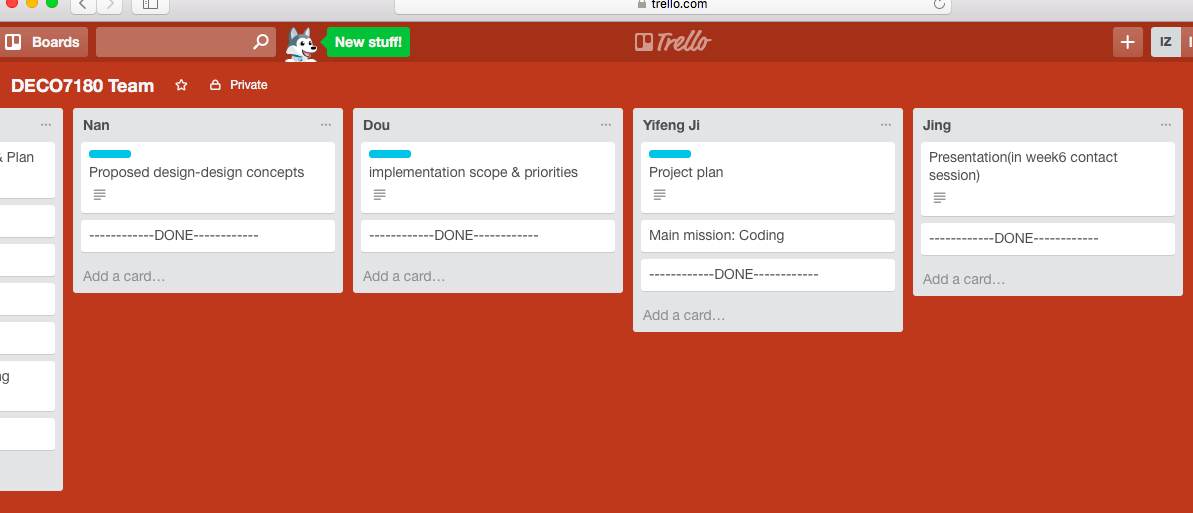 trello.com
Boards
New stuff!
Trello
+
IZ
DECO7180 Team
Private
& Plan
Nan
...
Proposed design-design concepts
------------DONE------------
Add a card…
Dou
...
implementation scope & priorities
------------DONE------------
Add a card…
Yifeng Ji
...
Project plan
Main mission: Coding
------------DONE------------
Add a card…
Jing
...
Presentation(in week6 contact
session)
------------DONE------------
Add a card…